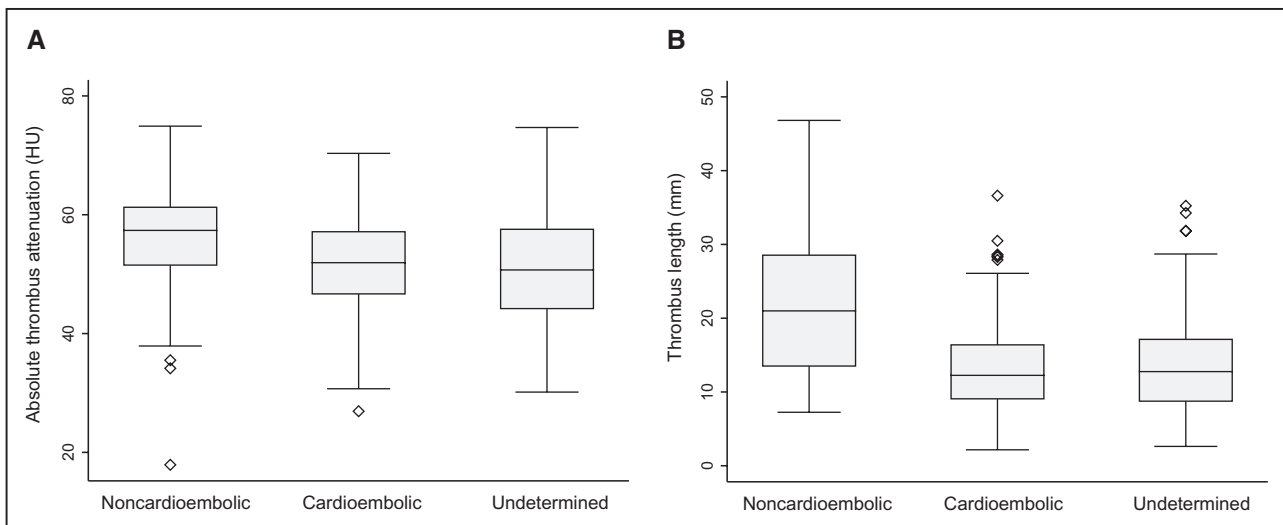 A
Absolute thrombus attenuation (HU)
80
60
40
20
Noncardioembolic Cardioembolic Undetermined
B
Thrombus length (mm)
50
40
30
20
10
0
Noncardioembolic Cardioembolic Undetermined